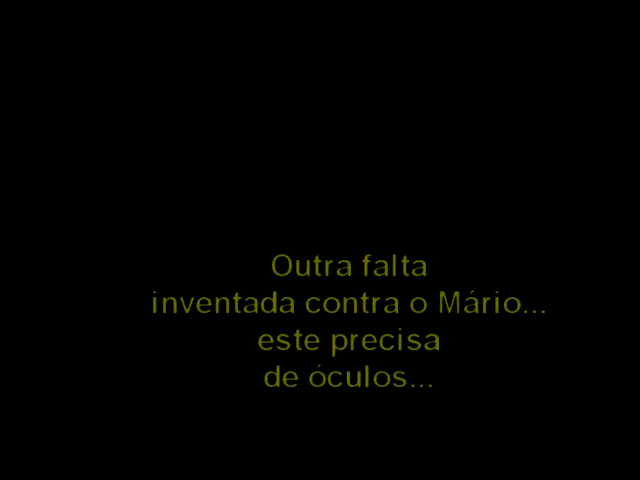 Outra falta
inventada contra o Mário...
este precisa
de óculos...